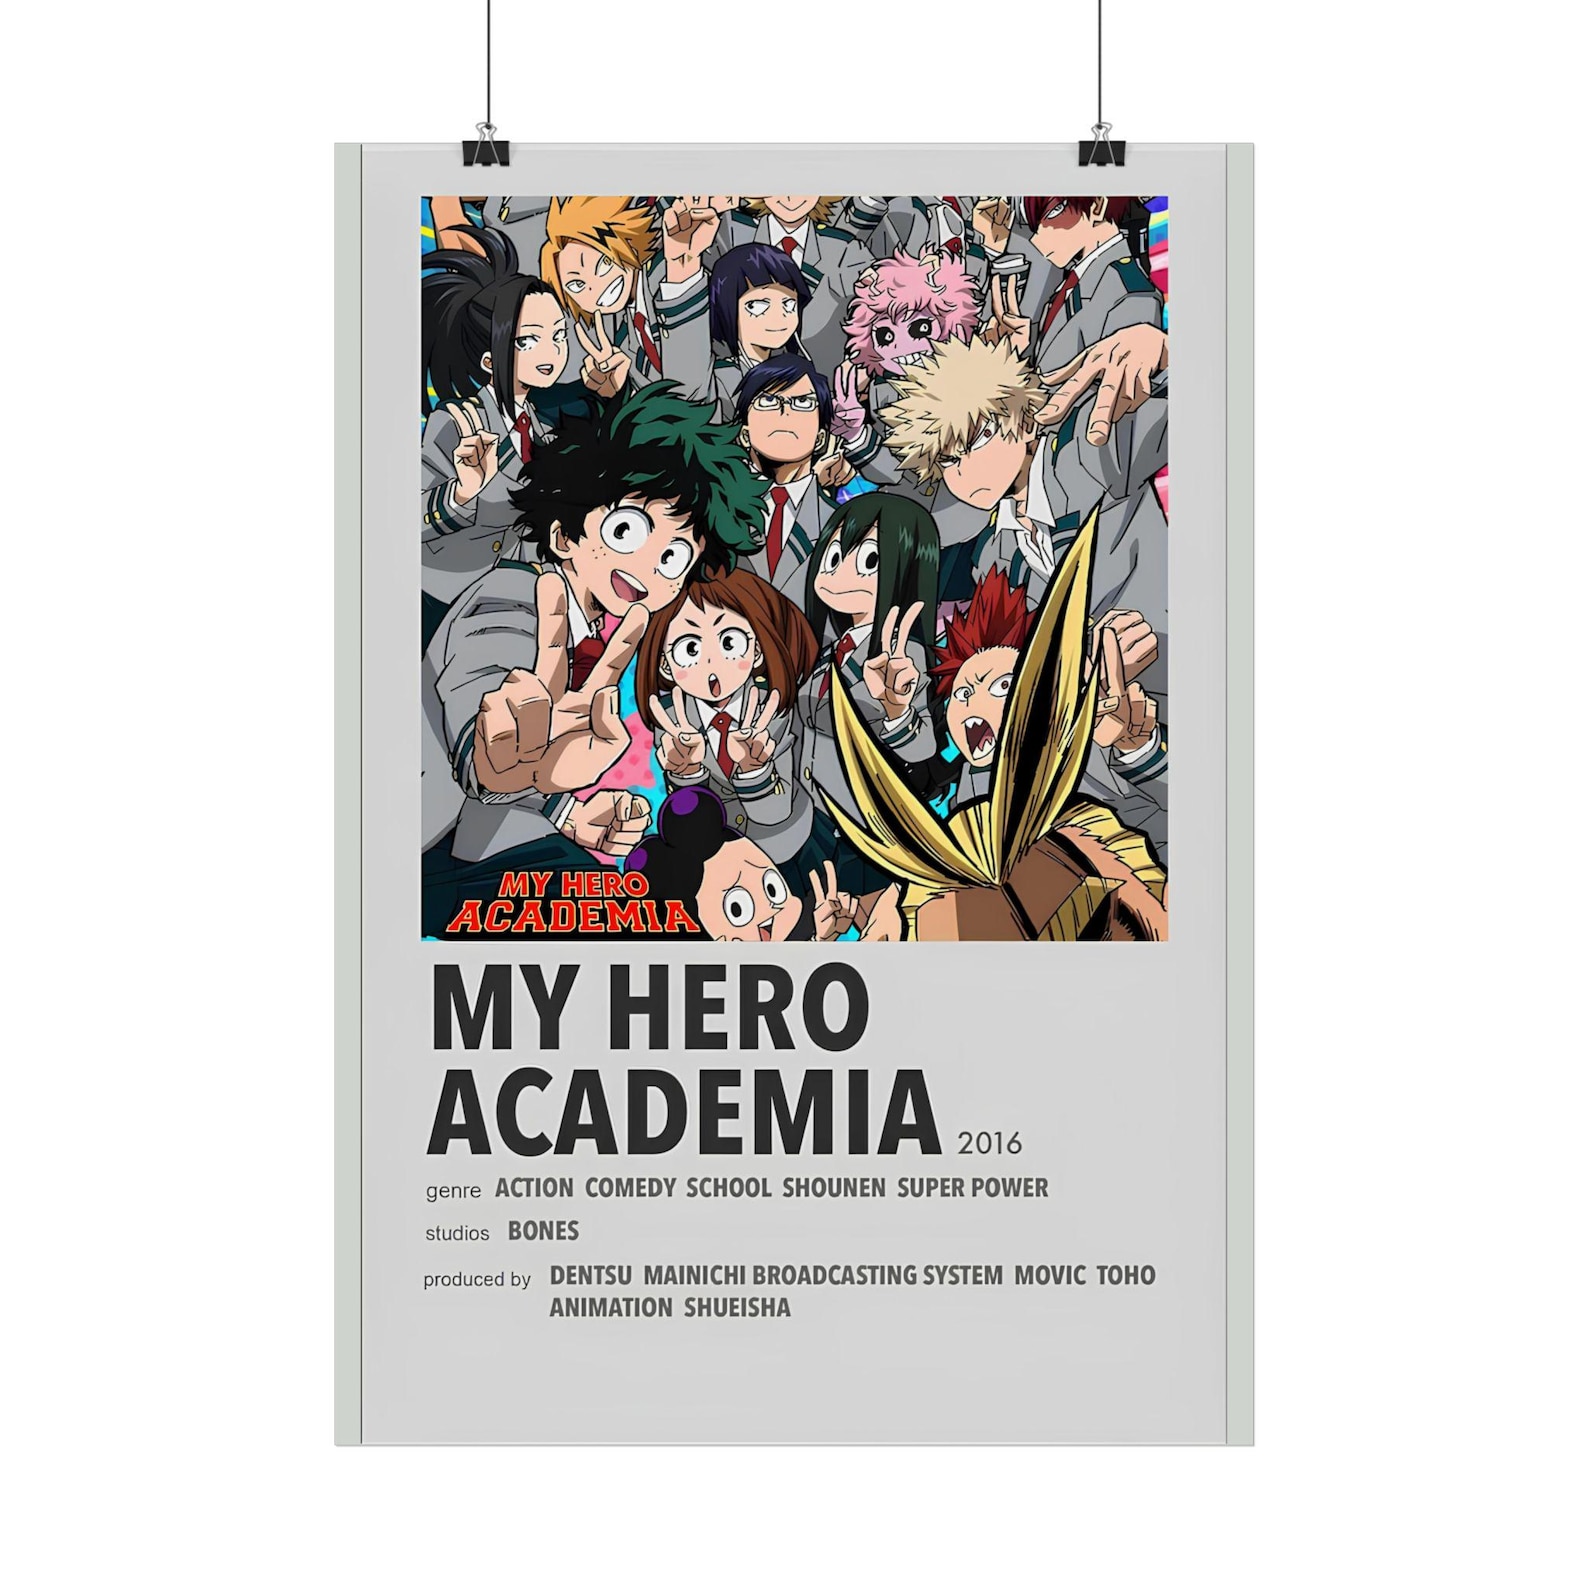 MY HERO
ACADEMIA
MY HERO
ACADEMIA 2016
genre ACTION COMEDY SCHOOL SHOUNEN SUPER POWER
studios BONES
produced by DENTSU MAINICHI BROADCASTING SYSTEM MOVIC TOHO
ANIMATION SHUEISHA